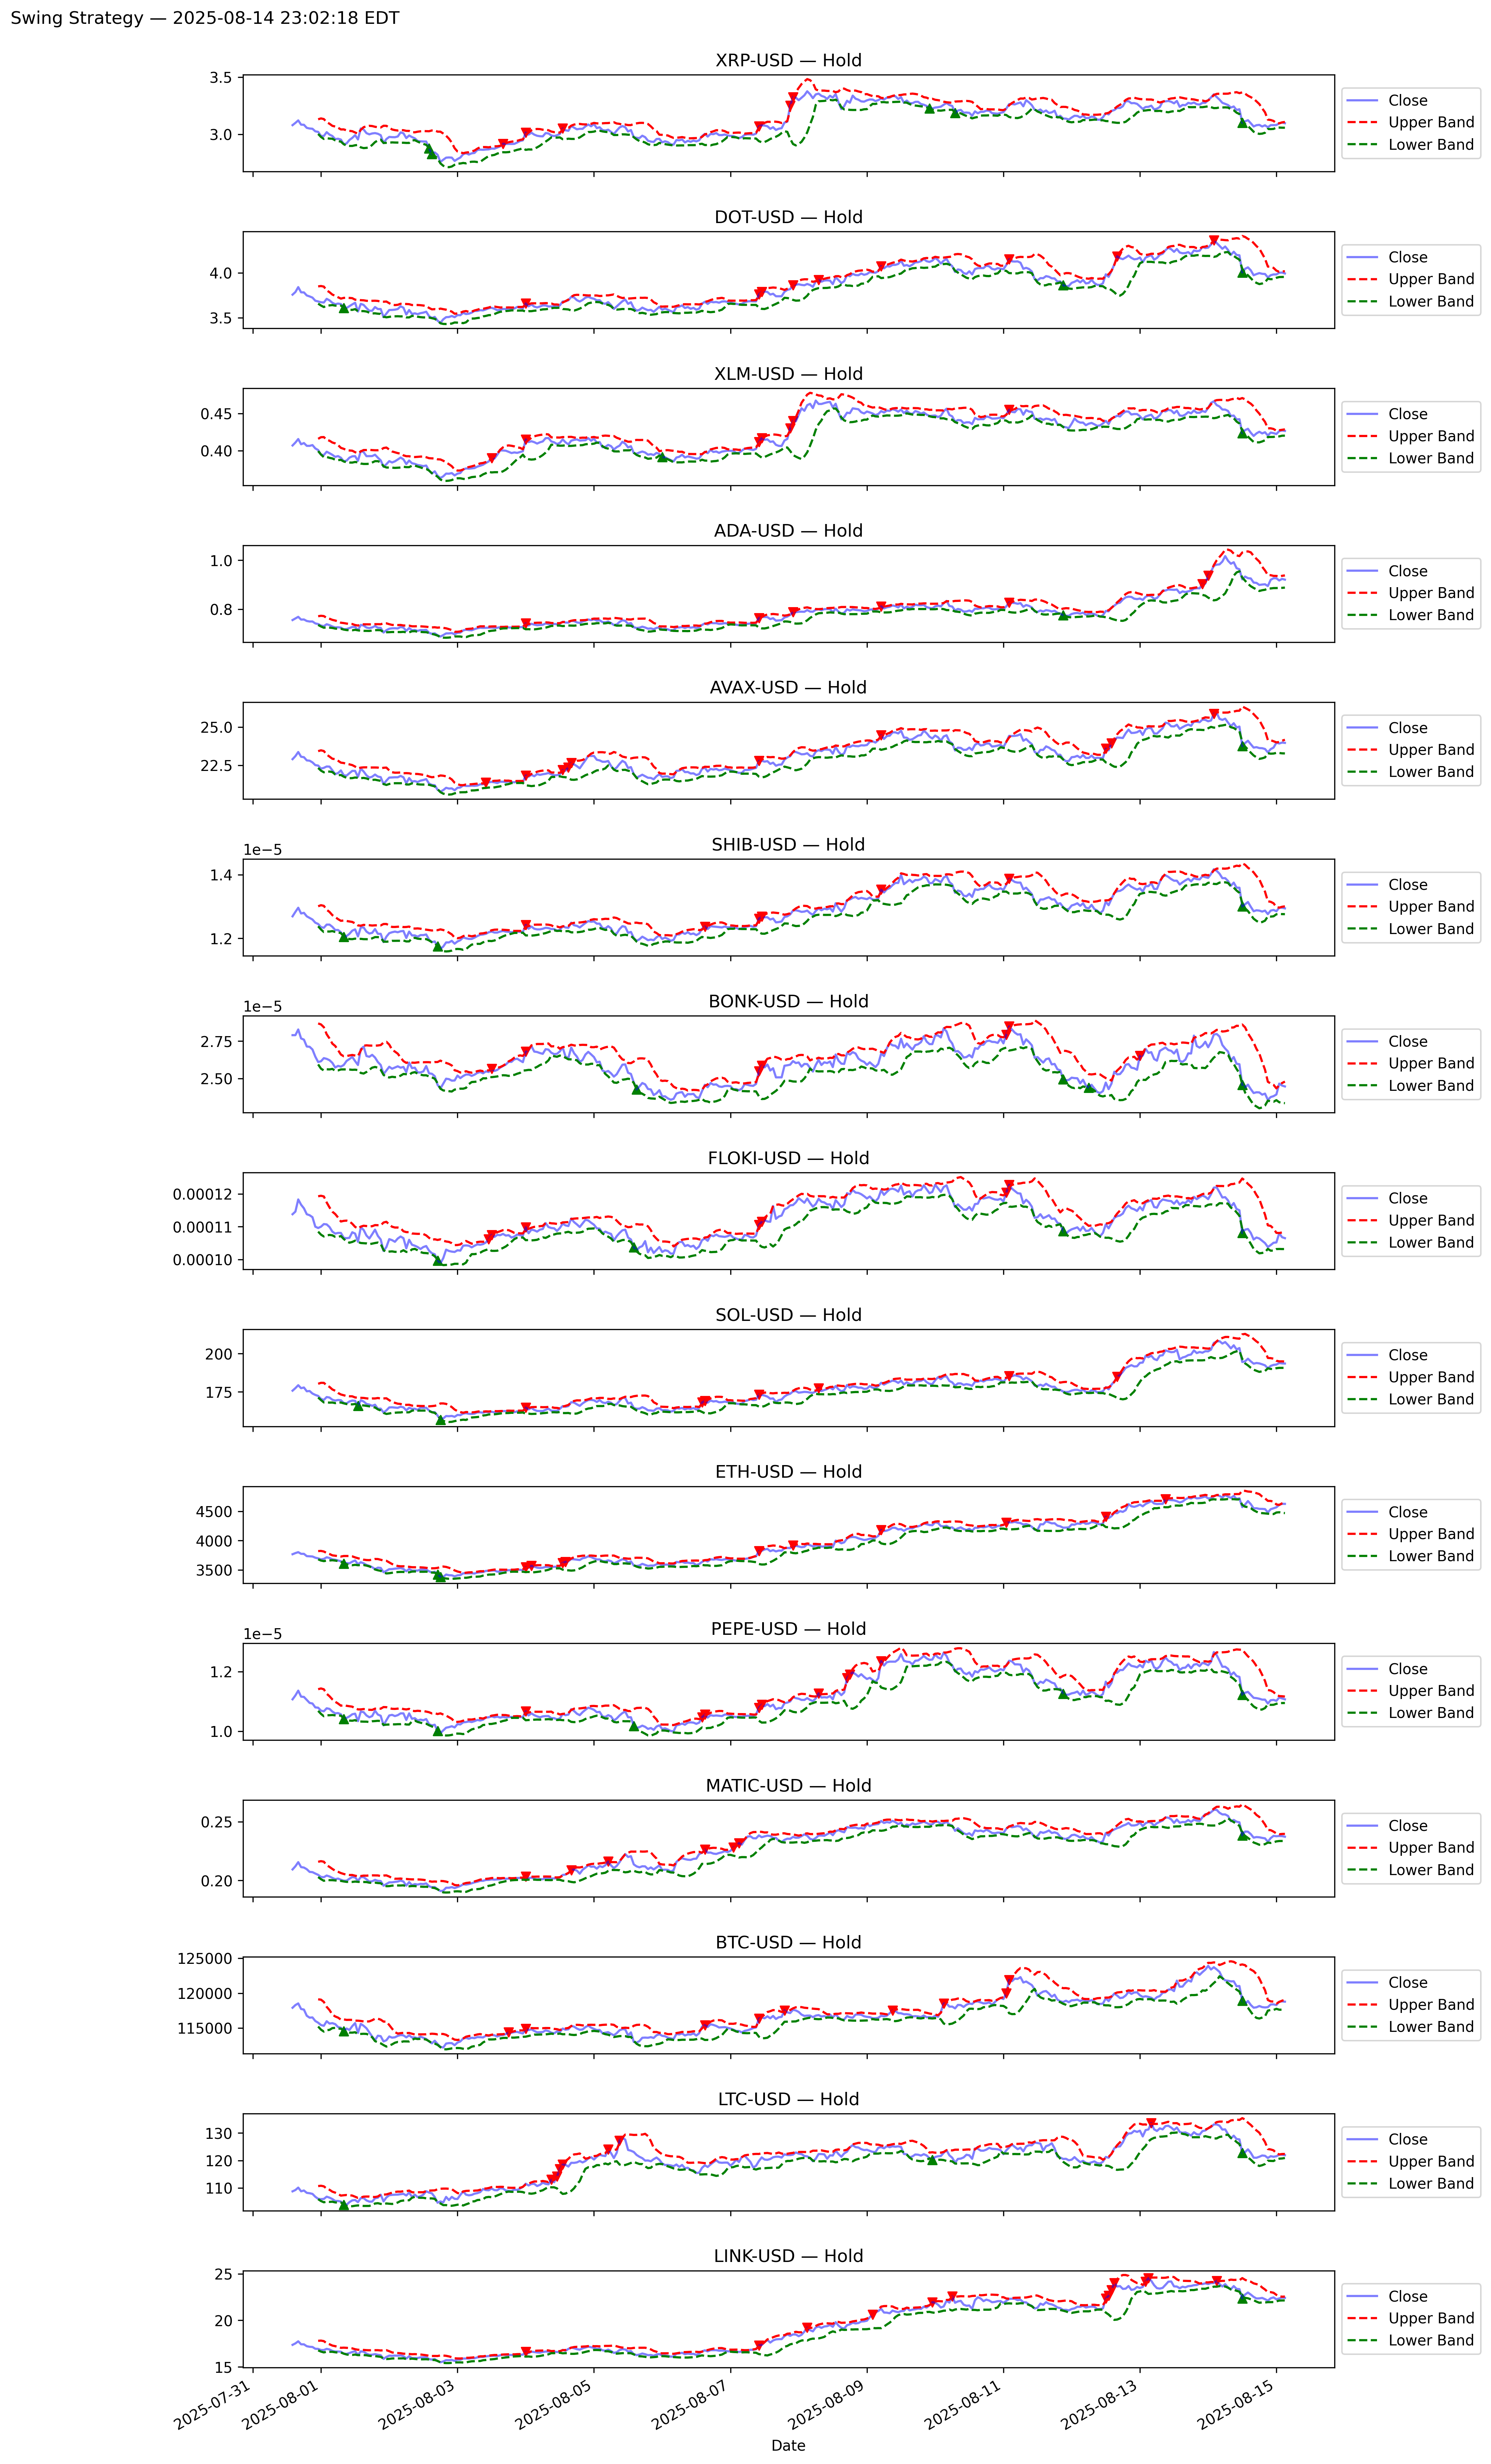 Swing Strategy — 2025-08-14 23:02:18 EDT
XRP-USD — Hold
3.5
3.0
Close
Upper Band
Lower Band
DOT-USD — Hold
4.0
3.5
Close
Upper Band
Lower Band
XLM-USD — Hold
0.45
0.40
Close
Upper Band
Lower Band
ADA-USD — Hold
1.0
0.8
Close
Upper Band
Lower Band
AVAX-USD — Hold
25.0
22.5
Close
Upper Band
Lower Band
SHIB-USD — Hold
1e−5
1.4
1.2
Close
Upper Band
Lower Band
BONK-USD — Hold
1e−5
2.75
2.50
Close
Upper Band
Lower Band
FLOKI-USD — Hold
0.00012
0.00011
0.00010
Close
Upper Band
Lower Band
SOL-USD — Hold
200
175
Close
Upper Band
Lower Band
ETH-USD — Hold
4500
4000
3500
Close
Upper Band
Lower Band
PEPE-USD — Hold
1e−5
1.2
1.0
Close
Upper Band
Lower Band
MATIC-USD — Hold
0.25
0.20
Close
Upper Band
Lower Band
BTC-USD — Hold
125000
120000
115000
Close
Upper Band
Lower Band
LTC-USD — Hold
130
120
110
Close
Upper Band
Lower Band
LINK-USD — Hold
25
20
15
Close
Upper Band
Lower Band
2025-07-31
2025-08-01
2025-08-03
2025-08-05
2025-08-07
2025-08-09
2025-08-11
2025-08-13
2025-08-15
Date